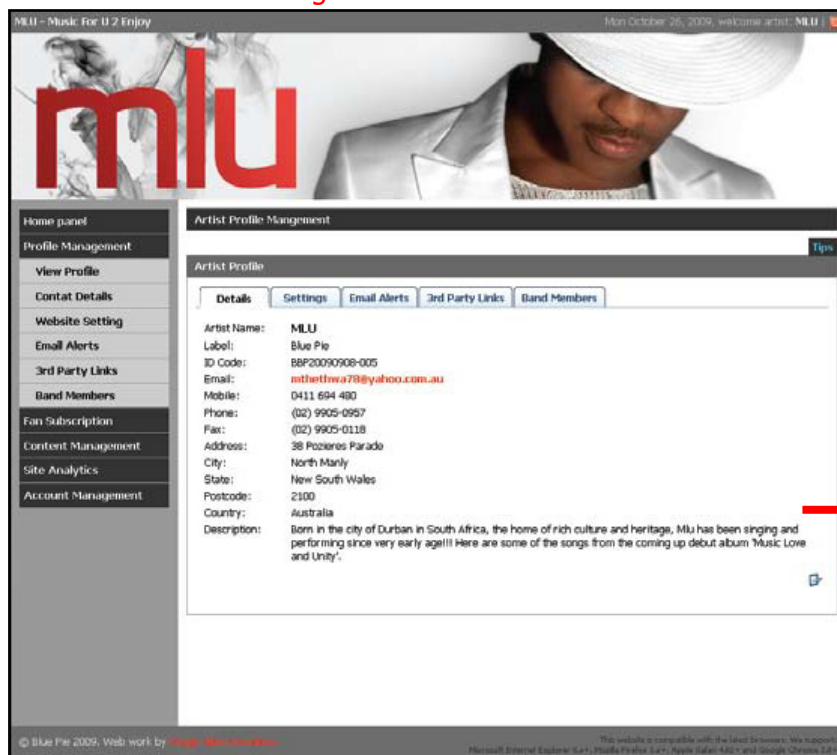 MLU - Music For U 2 Enjoy
Mon October 26, 2009, welcome artist: MLU |
mlu
Home panel
Profile Management
View Profile
Contat Details
Website Setting
Email Alerts
3rd Party Links
Band Members
Fan Subscription
Content Management
Site Analytics
Account Management
Artist Profile Mangement
Tips
Artist Profile
Details Settings Email Alerts 3rd Party Links Band Members
Artist Name: MLU
Label: Blue Pie
ID Code: BBP20090908-005
Email: mthethwa78@yahoo.com.au
Mobile: 0411 694 480
Phone: (02) 9905-0957
Fax: (02) 9905-0118
Address: 38 Pozieres Parade
City: North Manly
State: New South Wales
Postcode: 2100
Country: Australia
Description: Born in the city of Durban in South Africa, the home of rich culture and heritage, Mlu has been singing and
performing since very early age!!! Here are some of the songs from the coming up debut album 'Music Love
and Unity'.
© Blue Pie 2009. Web work by
This website is compatible with the latest browsers. We support
Microsoft Internet Explorer